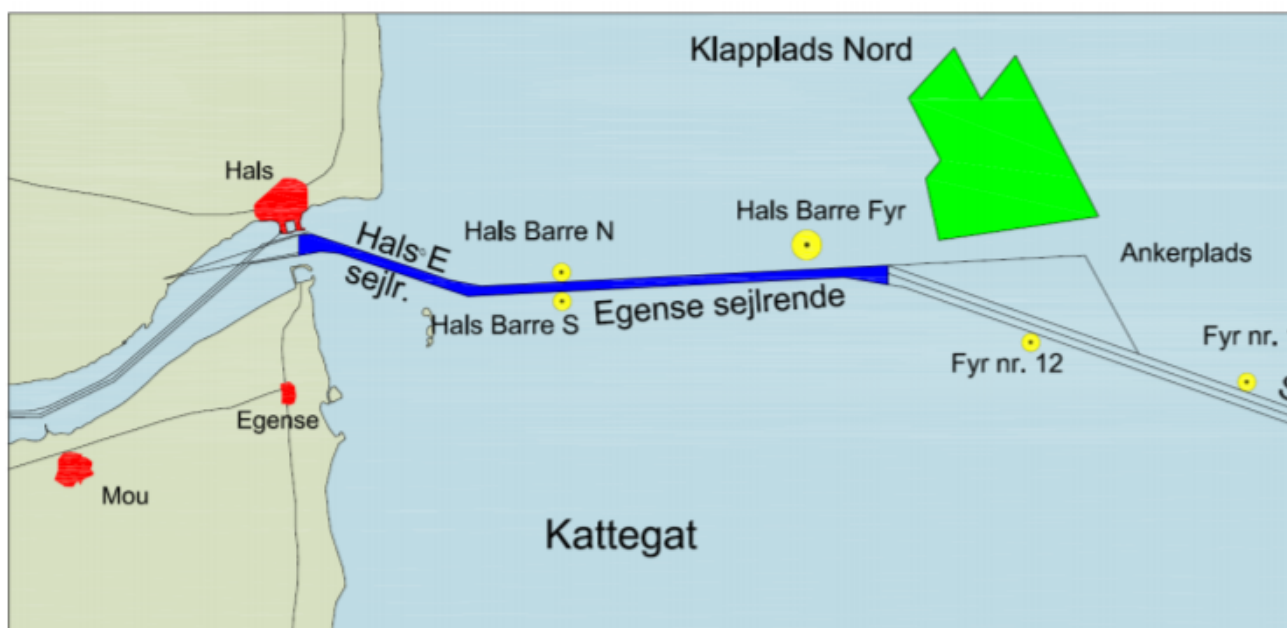 Klapplads Nord
Hals
Hals Barre N
Hals Barre Fyr
Hals E
sejlr.
Ankerplads
Egense sejlrende
Hals Barre S
Fyr nr. 12
Fyr nr.
S
Egense
Mou
Kattegat